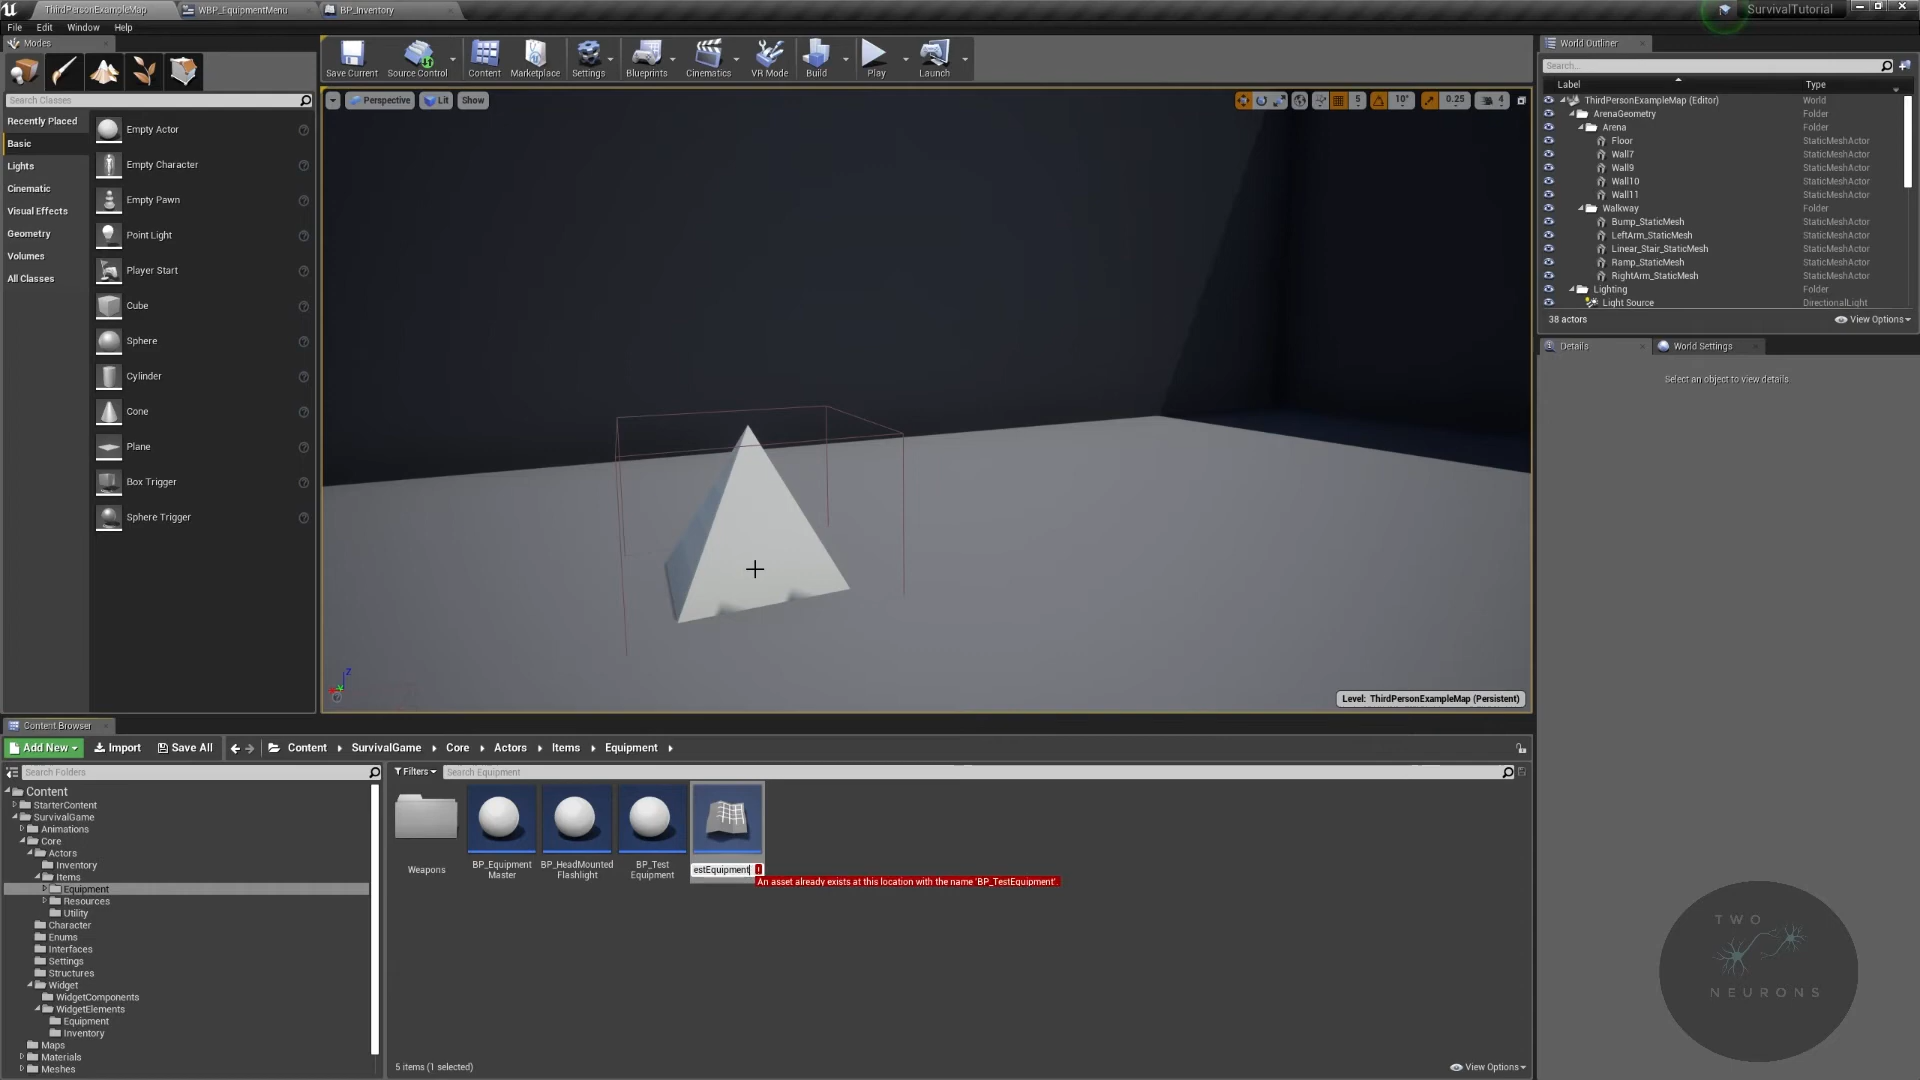 ThirdPersonExampleMap
WBP_EquipmentMenu
BP_Inventory
SurvivalTutorial
File Edit Window Help
Modes
Search Classes
Recently Placed
Basic
Lights
Cinematic
Visual Effects
Geometry
Volumes
All Classes
Empty Actor
Empty Character
Empty Pawn
Point Light
Player Start
Cube
Sphere
Cylinder
Cone
Plane
Box Trigger
Sphere Trigger
Save Current
Source Control
Content
Marketplace
Settings
Blueprints
Cinematics
VR Mode
Build
Play
Launch
Perspective
Lit
Show
5
10°
0.25
4
Z
Level: ThirdPersonExampleMap (Persistent)
World Outliner
Search...
Label Type
ThirdPersonExampleMap (Editor) World
ArenaGeometry Folder
Arena Folder
Floor StaticMeshActor
Wall7 StaticMeshActor
Wall9 StaticMeshActor
Wall10 StaticMeshActor
Wall11 StaticMeshActor
Walkway Folder
Bump_StaticMesh StaticMeshActor
LeftArm_StaticMesh StaticMeshActor
Linear_Stair_StaticMesh StaticMeshActor
Ramp_StaticMesh StaticMeshActor
RightArm_StaticMesh StaticMeshActor
Lighting Folder
Light Source DirectionalLight
38 actors
View Options
Details
World Settings
Select an object to view details
Content Browser
Add New
Import
Save All
Content
SurvivalGame
Core
Actors
Items
Equipment
Search Folders
Content
StarterContent
SurvivalGame
Animations
Core
Actors
Inventory
Items
Equipment
Resources
Utility
Character
Enums
Interfaces
Settings
Structures
Widget
WidgetComponents
WidgetElements
Equipment
Inventory
Maps
Materials
Meshes
Filters
Search Equipment
Weapons
BP_Equipment
Master
BP_HeadMounted
Flashlight
BP_Test
Equipment
estEquipment
An asset already exists at this location with the name 'BP_TestEquipment'.
5 items (1 selected)
View Options
TWO
NEURONS